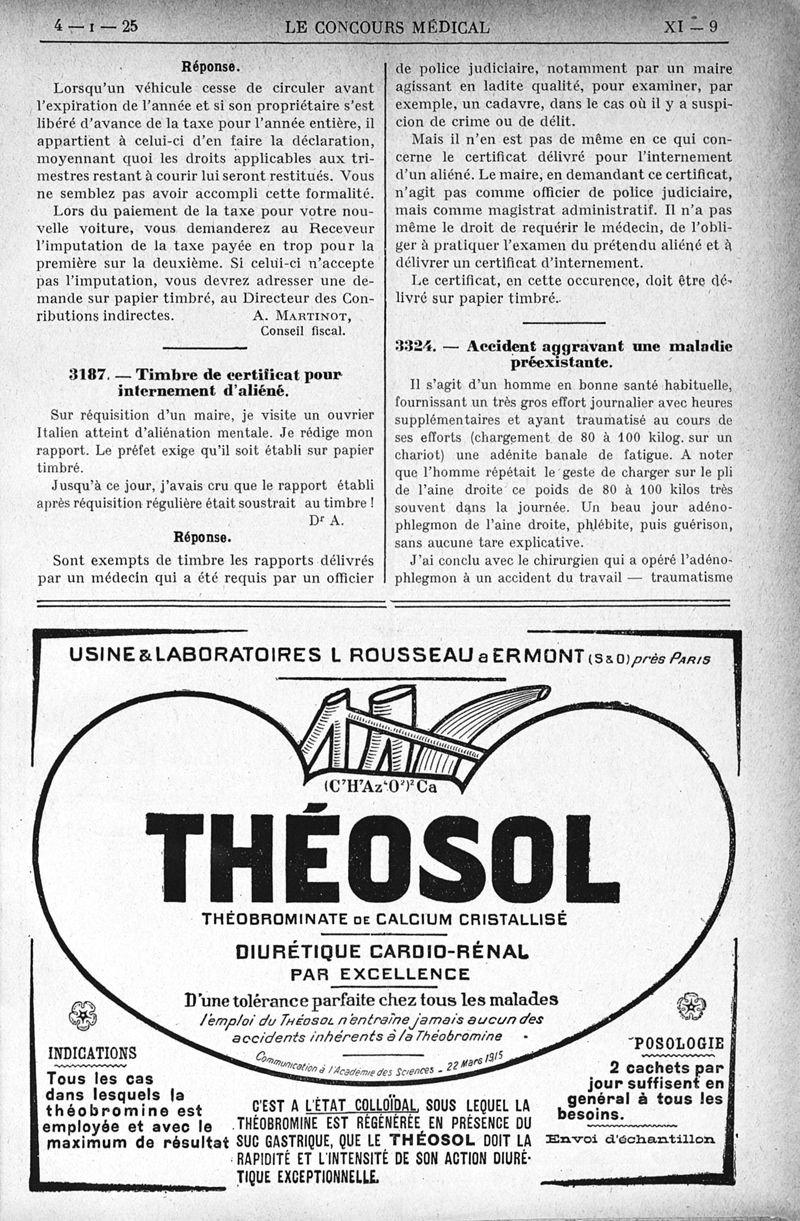 4 — I — 25 LE CONCOURS MÉDICAL XI — 9
Réponse.
Lorsqu'un véhicule cesse de circuler avant
l'expiration de l'année et si son propriétaire s'est
libéré d'avance de la taxe pour l'année entière, il
appartient à celui-ci d'en faire la déclaration,
moyennant quoi les droits applicables aux tri-
mestres restant à courir lui seront restitués. Vous
ne semblez pas avoir accompli cette formalité.
Lors du paiement de la taxe pour votre nou-
velle voiture, vous demanderez au Receveur
l'imputation de la taxe payée en trop pour la
première sur la deuxième. Si celui-ci n'accepte
pas l'imputation, vous devrez adresser une de-
mande sur papier timbré, au Directeur des Con-
tributions indirectes. A. MARTINOT,
Conseil fiscal.
3187. — Timbre de certificat pour
internement d'aliéné.
Sur réquisition d'un maire, je visite un ouvrier
Italien atteint d'aliénation mentale. Je rédige mon
rapport. Le préfet exige qu'il soit établi sur papier
timbré.
Jusqu'à ce jour, j'avais cru que le rapport établi
après réquisition régulière était soustrait au timbre !
Dr A.
Réponse.
Sont exempts de timbre les rapports délivrés
par un médecin qui a été requis par un officier
de police judiciaire, notamment par un maire
agissant en ladite qualité, pour examiner, par
exemple, un cadavre, dans le cas où il y a suspi-
cion de crime ou de délit.
Mais il n'en est pas de même en ce qui con-
cerne le certificat délivré pour l'internement
d'un aliéné. Le maire, en demandant ce certificat,
n'agit pas comme officier de police judiciaire,
mais comme magistrat administratif. Il n'a pas
même le droit de requérir le médecin, de l'obli-
ger à pratiquer l'examen du prétendu aliéné et à
délivrer un certificat d'internement.
Le certificat, en cette occurence, doit être dé-
livré sur papier timbré.
3324. — Accident aggravant une maladie
préexistante.
Il s'agit d'un homme en bonne santé habituelle,
fournissant un très gros effort journalier avec heures
supplémentaires et ayant traumatisé au cours de
ses efforts (chargement de 80 à 100 kilog. sur un
chariot) une adénite banale de fatigue. A noter
que l'homme répétait le geste de charger sur le pli
de l'aine droite ce poids de 80 à 100 kilos très
souvent dans la journée. Un beau jour adéno-
phlegmon de l'aine droite, phlébite, puis guérison,
sans aucune tare explicative.
J'ai conclu avec le chirurgien qui a opéré l'adéno-
phlegmon à un accident du travail — traumatisme
USINE & LABORATOIRES L ROUSSEAU a ERMONT (S & O) près PARIS
(C⁷H⁷Az⁴O²)²Ca
THÉOSOL
THÉOBROMINATE DE CALCIUM CRISTALLISÉ
DIURÉTIQUE CARDIO-RÉNAL
PAR EXCELLENCE
D'une tolérance parfaite chez tous les malades
l'emploi du THÉOSOL n'entraîne jamais aucun des
accidents inhérents à la Théobromine
Communication à l'Académie des Sciences - 22 Mars 1915
INDICATIONS
Tous les cas
dans lesquels la
théobromine est
employée et avec le
maximum de résultat
C'EST A L'ÉTAT COLLOÏDAL, SOUS LEQUEL LA
THÉOBROMINE EST RÉGÉNÉRÉE EN PRÉSENCE DU
SUC GASTRIQUE, QUE LE THÉOSOL DOIT LA
RAPIDITÉ ET L'INTENSITÉ DE SON ACTION DIURÉ-
TIQUE EXCEPTIONNELLE.
POSOLOGIE
2 cachets par
jour suffisent en
général à tous les
besoins.
Envoi d'échantillon